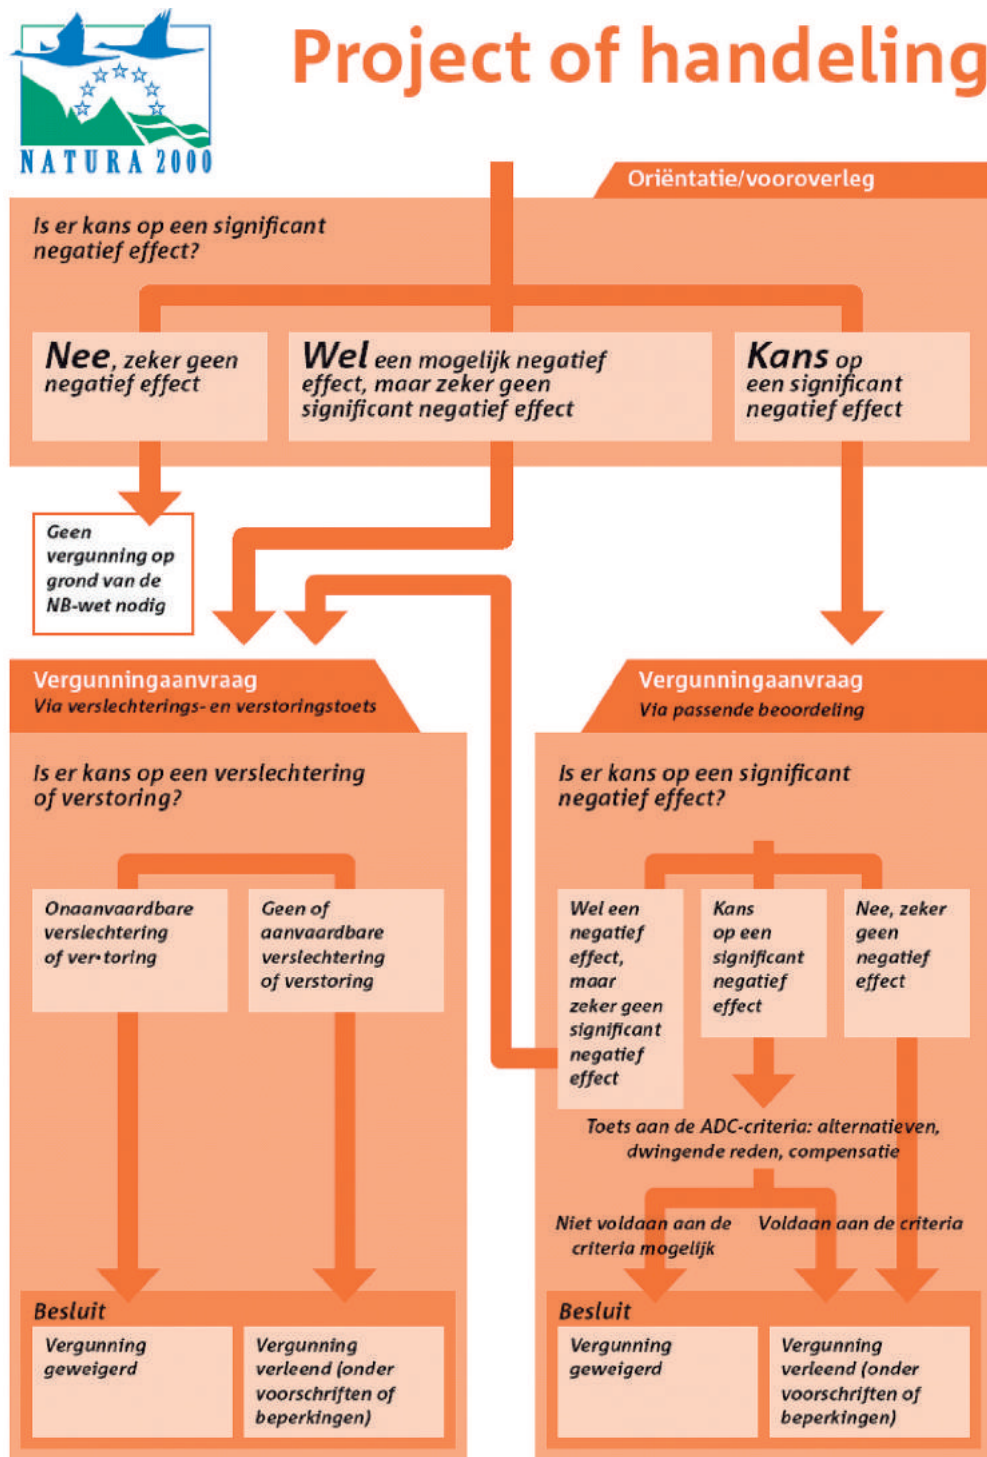 NATURA 2000
Project of handeling
Oriëntatie/vooroverleg
Is er kans op een significant
negatief effect?
Nee, zeker geen
negatief effect
Wel een mogelijk negatief
effect, maar zeker geen
significant negatief effect
Kans op
een significant
negatief effect
Geen
vergunning op
grond van de
NB-wet nodig
Vergunningaanvraag
Via verslechterings- en verstoringstoets
Is er kans op een verslechtering
of verstoring?
Onaanvaardbare
verslechtering
of ver•toring
Geen of
aanvaardbare
verslechtering
of verstoring
Besluit
Vergunning
geweigerd
Vergunning
verleend (onder
voorschriften of
beperkingen)
Vergunningaanvraag
Via passende beoordeling
Is er kans op een significant
negatief effect?
Wel een
negatief
effect,
maar
zeker geen
significant
negatief
effect
Kans
op een
significant
negatief
effect
Nee, zeker
geen
negatief
effect
Toets aan de ADC-criteria: alternatieven,
dwingende reden, compensatie
Niet voldaan aan de
criteria mogelijk
Voldaan aan de criteria
Besluit
Vergunning
geweigerd
Vergunning
verleend (onder
voorschriften of
beperkingen)